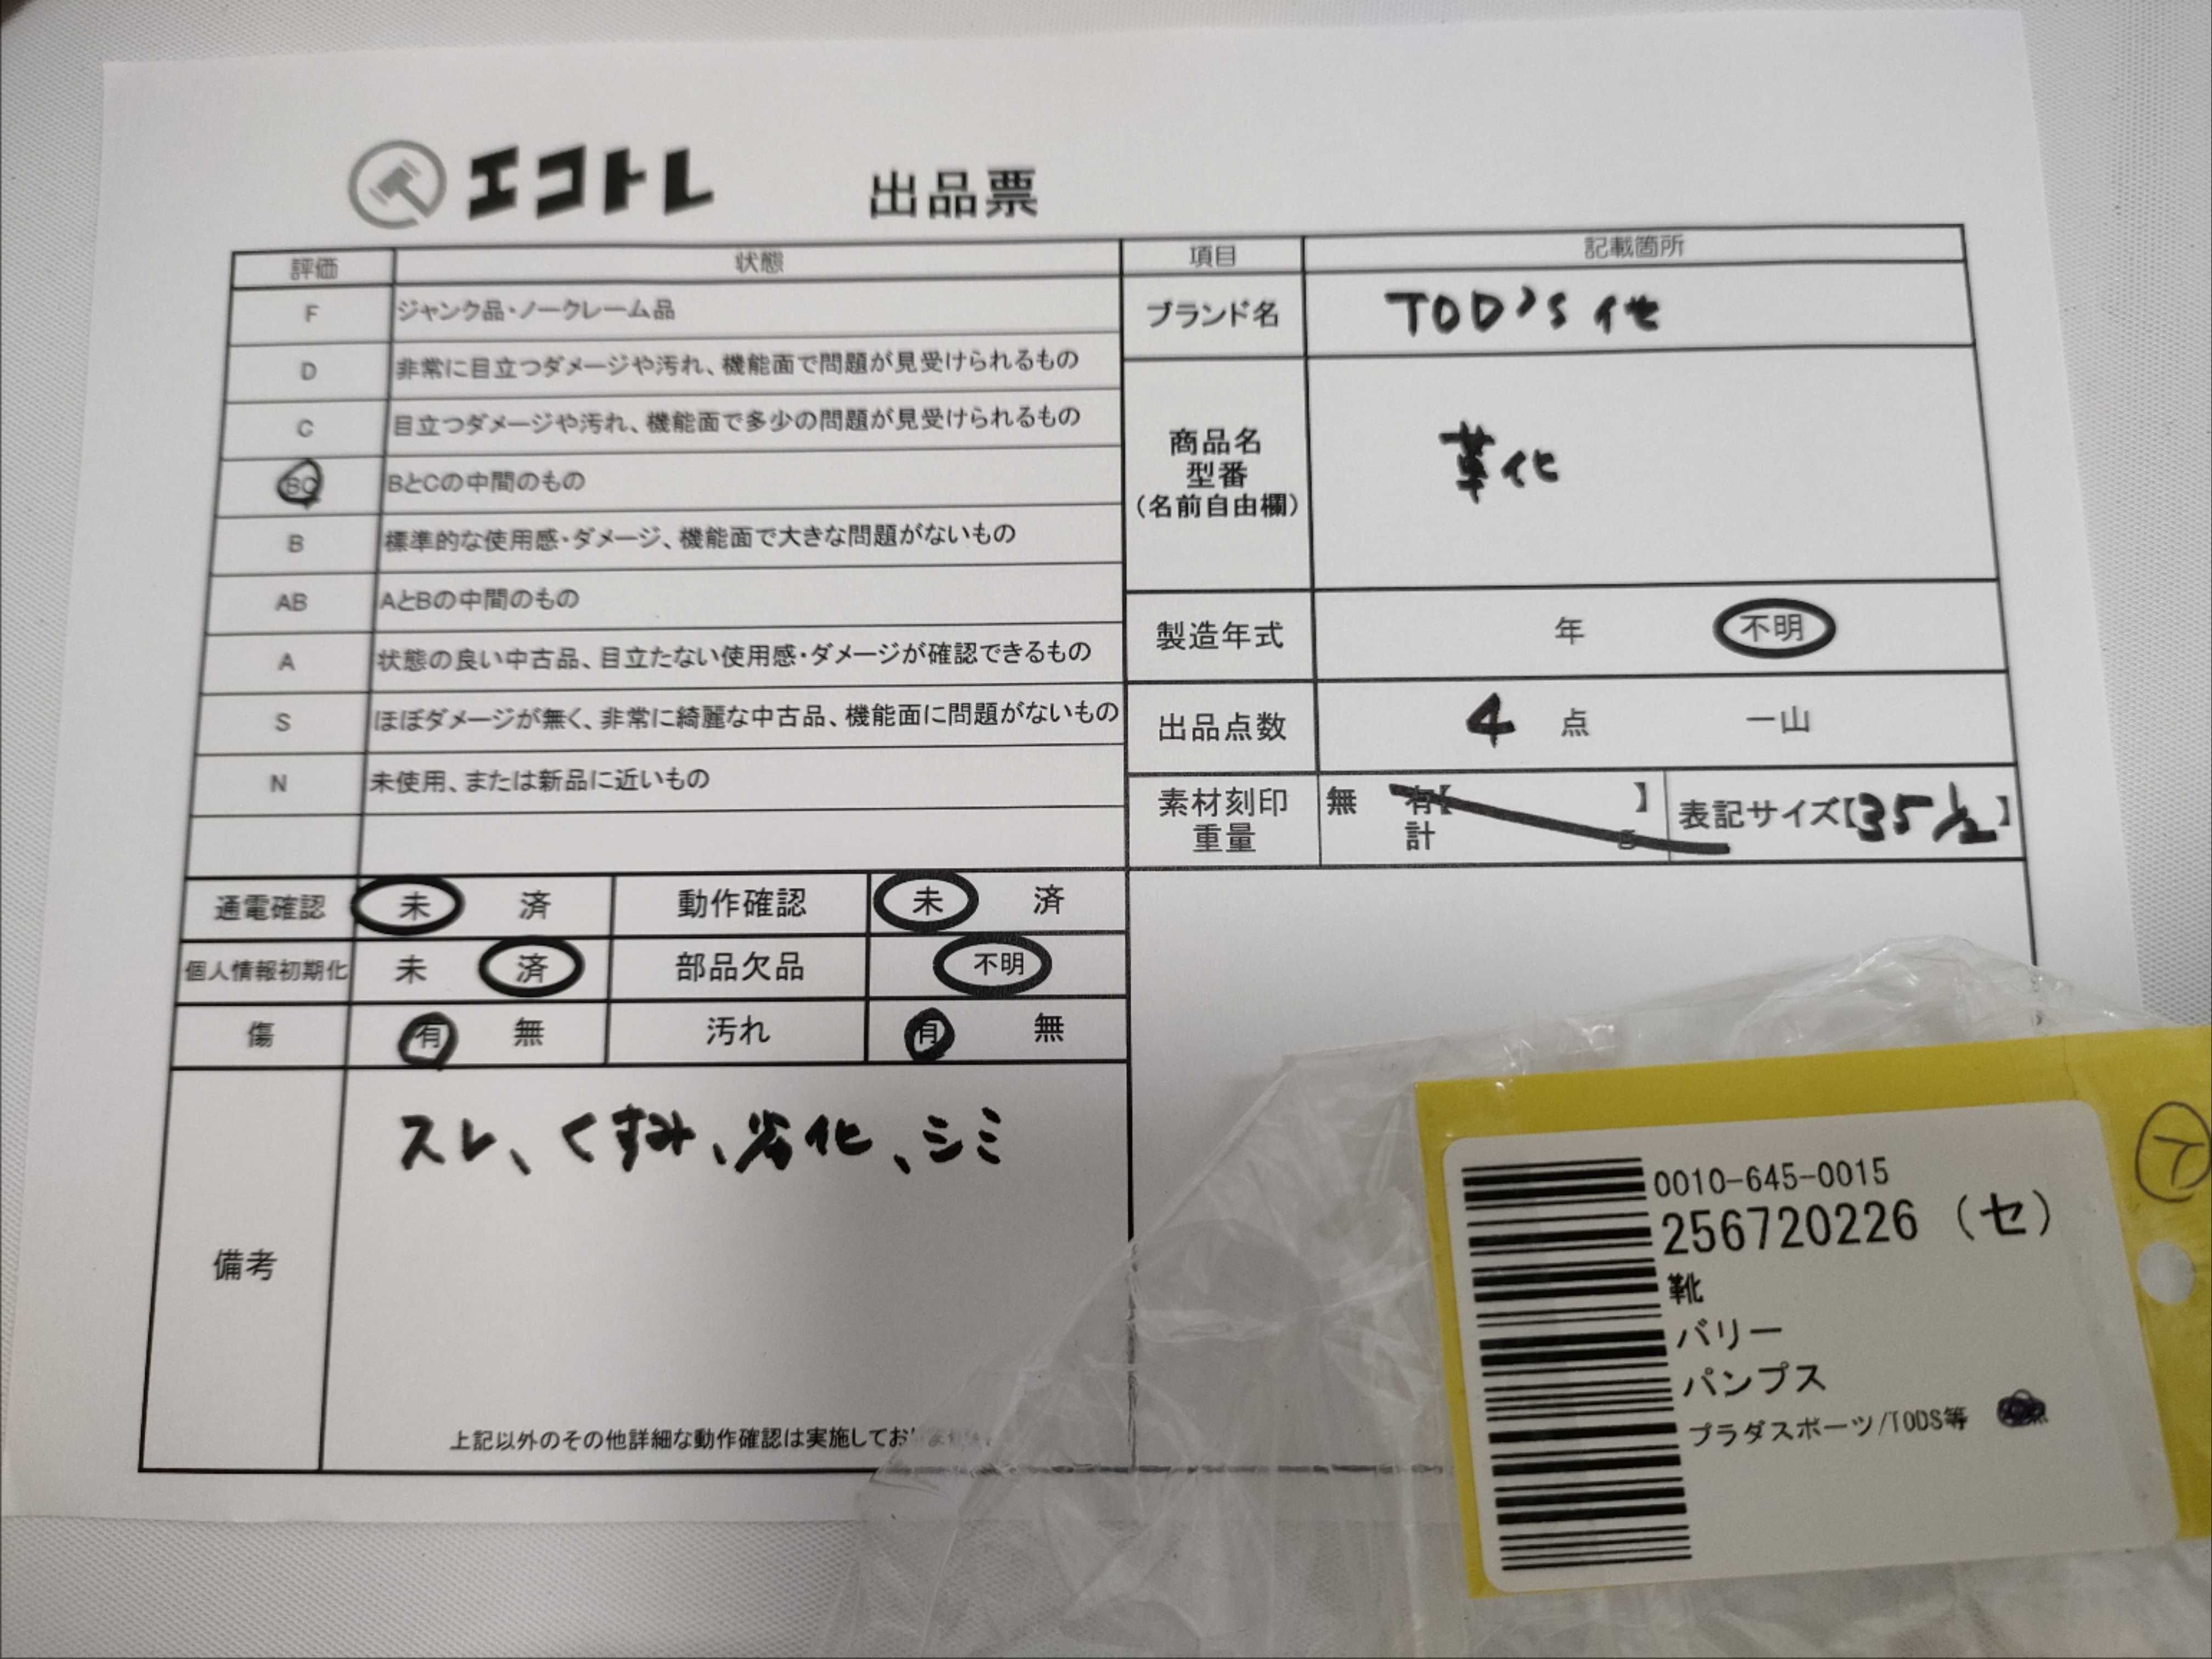 エコトレ 出品票
評価 状態
F ジャンク品・ノークレーム品
D 非常に目立つダメージや汚れ、機能面で問題が見受けられるもの
C 目立つダメージや汚れ、機能面で多少の問題が見受けられるもの
BC BとCの中間のもの
B 標準的な使用感・ダメージ、機能面で大きな問題がないもの
AB AとBの中間のもの
A 状態の良い中古品、目立たない使用感・ダメージが確認できるもの
S ほぼダメージが無く、非常に綺麗な中古品、機能面に問題がないもの
N 未使用、または新品に近いもの
通電確認 未 済 動作確認 未 済
個人情報初期化 未 済 部品欠品 不明
傷 有 無 汚れ 有 無
備考
スレ、くすみ、劣化、シミ
上記以外のその他詳細な動作確認は実施してお
項目 記載箇所
ブランド名 TOD'S 他
商品名
型番
（名前自由欄）
靴
製造年式 年 不明
出品点数 4 点 一山
素材刻印 無 有【 】
重量 計
表記サイズ【35 1/2】
0010-645-0015
256720226（セ）
靴
バリー
パンプス
プラダスポーツ/TODS等